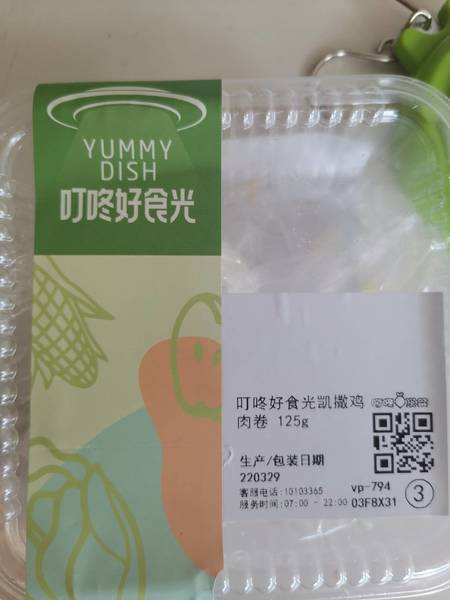 YUMMY
DISH
叮咚好食光
叮咚好食光凯撒鸡
肉卷 125g
生产/包装日期
220329
客服电话:10103365
服务时间:07:00 - 22:00
vp-794
03F8X31
3